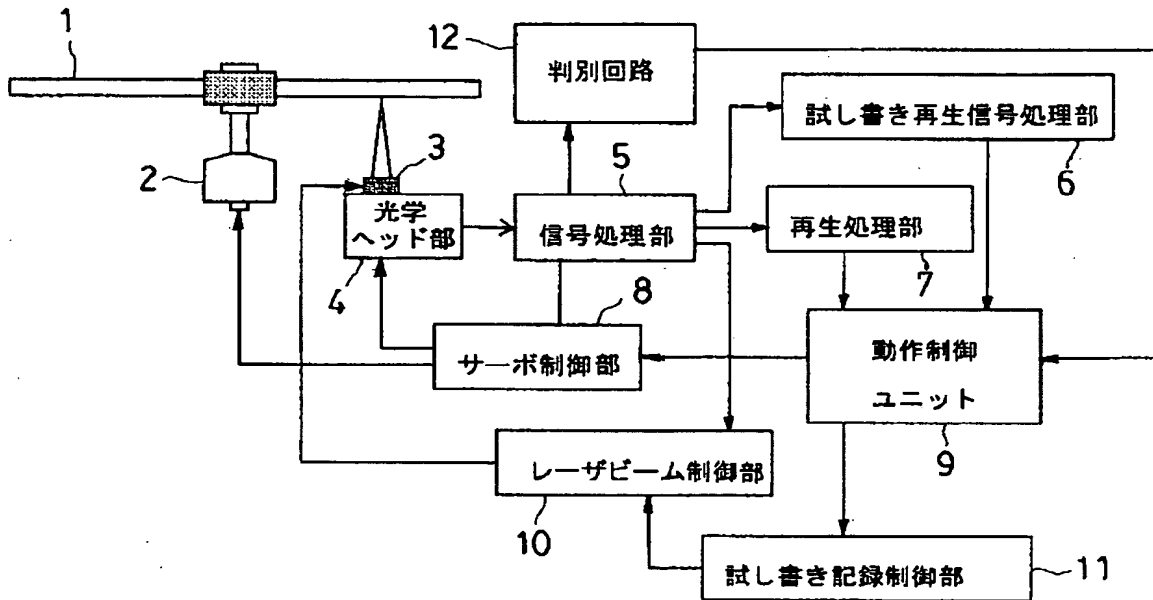 1
12
判別回路
試し書き再生信号処理部
6
2
3
5
光学
ヘッド部
信号処理部
再生処理部
7
4
8
サーボ制御部
動作制御
ユニット
9
レーザビーム制御部
10
試し書き記録制御部
11